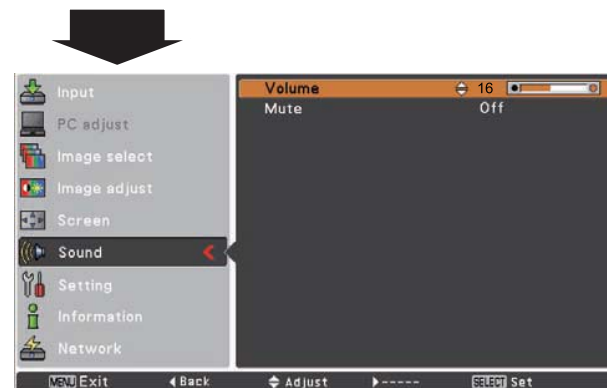 Input
PC adjust
Image select
Image adjust
Screen
Sound
Setting
Information
Network
Volume 16
Mute Off
MENU Exit Back Adjust ----- SELECT Set